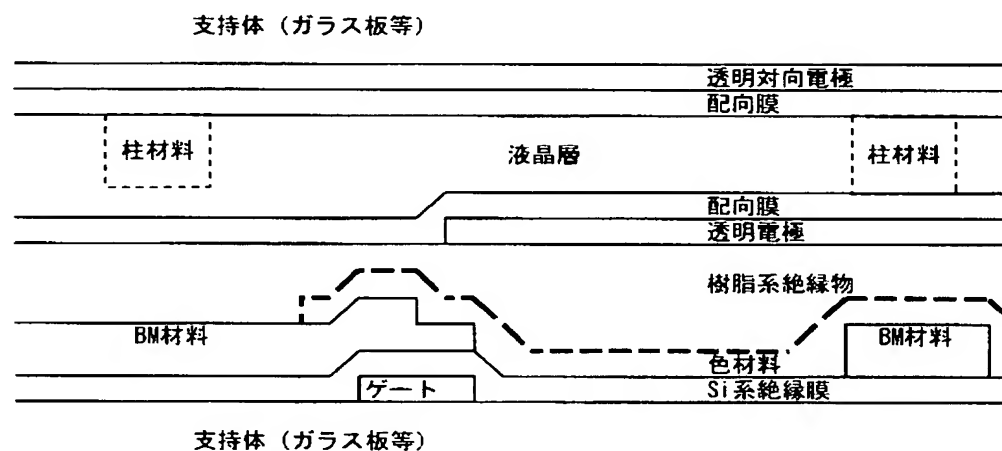 支持体（ガラス板等）
透明対向電極
配向膜
柱材料 液晶層 柱材料
配向膜
透明電極
樹脂系絶縁物
BM材料 BM材料
色材料
ゲート Si系絶縁膜
支持体（ガラス板等）